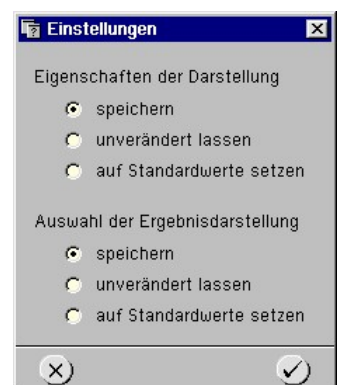 Einstellungen
Eigenschaften der Darstellung
speichern
unverändert lassen
auf Standardwerte setzen
Auswahl der Ergebnisdarstellung
speichern
unverändert lassen
auf Standardwerte setzen